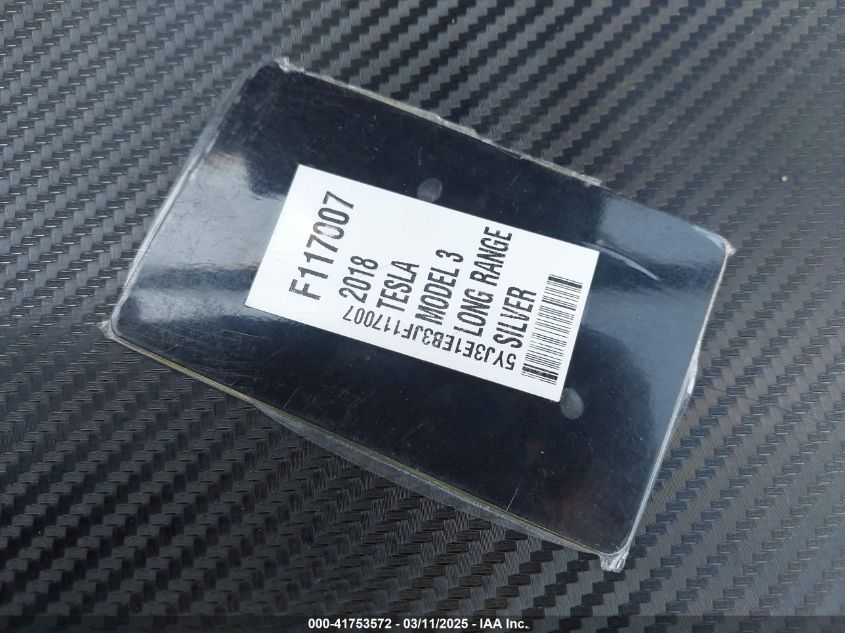 F117007
2018
TESLA
MODEL 3
LONG RANGE
SILVER
5YJ3E1EB3JF117007
000-41753572 - 03/11/2025 - IAA Inc.